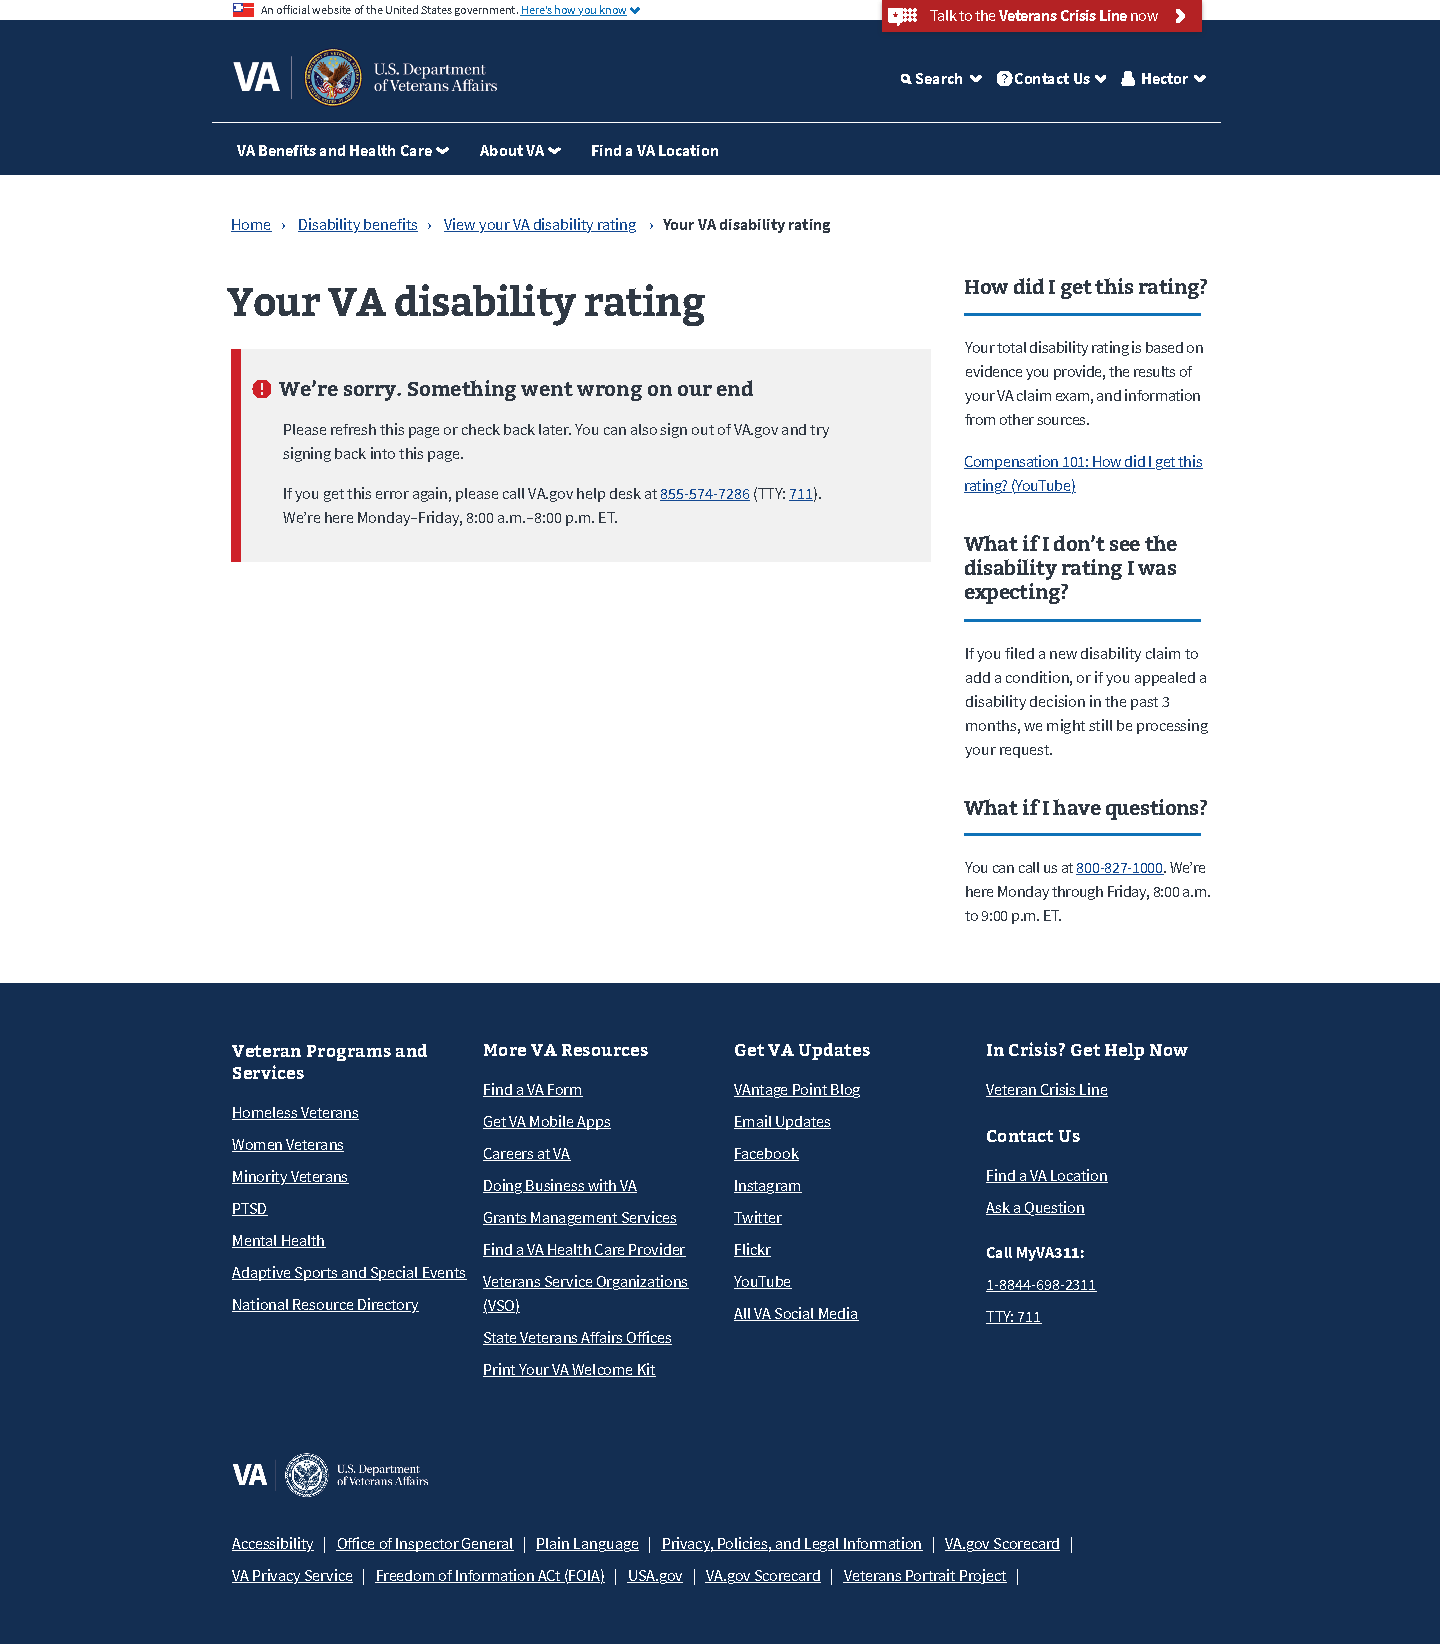 An official website of the United States government. Here's how you know
Talk to the Veterans Crisis Line now
VA
U.S. Department
of Veterans Affairs
Search
Contact Us
Hector
VA Benefits and Health Care
About VA
Find a VA Location
Home › Disability benefits › View your VA disability rating › Your VA disability rating
Your VA disability rating
We’re sorry. Something went wrong on our end
Please refresh this page or check back later. You can also sign out of VA.gov and try
signing back into this page.
If you get this error again, please call VA.gov help desk at 855-574-7286 (TTY: 711).
We’re here Monday–Friday, 8:00 a.m.–8:00 p.m. ET.
How did I get this rating?
Your total disability rating is based on
evidence you provide, the results of
your VA claim exam, and information
from other sources.
Compensation 101: How did I get this
rating? (YouTube)
What if I don’t see the
disability rating I was
expecting?
If you filed a new disability claim to
add a condition, or if you appealed a
disability decision in the past 3
months, we might still be processing
your request.
What if I have questions?
You can call us at 800-827-1000. We’re
here Monday through Friday, 8:00 a.m.
to 9:00 p.m. ET.
Veteran Programs and
Services
Homeless Veterans
Women Veterans
Minority Veterans
PTSD
Mental Health
Adaptive Sports and Special Events
National Resource Directory
More VA Resources
Find a VA Form
Get VA Mobile Apps
Careers at VA
Doing Business with VA
Grants Management Services
Find a VA Health Care Provider
Veterans Service Organizations
(VSO)
State Veterans Affairs Offices
Print Your VA Welcome Kit
Get VA Updates
VAntage Point Blog
Email Updates
Facebook
Instagram
Twitter
Flickr
YouTube
All VA Social Media
In Crisis? Get Help Now
Veteran Crisis Line
Contact Us
Find a VA Location
Ask a Question
Call MyVA311:
1-8844-698-2311
TTY: 711
VA
U.S. Department
of Veterans Affairs
Accessibility | Office of Inspector General | Plain Language | Privacy, Policies, and Legal Information | VA.gov Scorecard |
VA Privacy Service | Freedom of Information ACt (FOIA) | USA.gov | VA.gov Scorecard | Veterans Portrait Project |